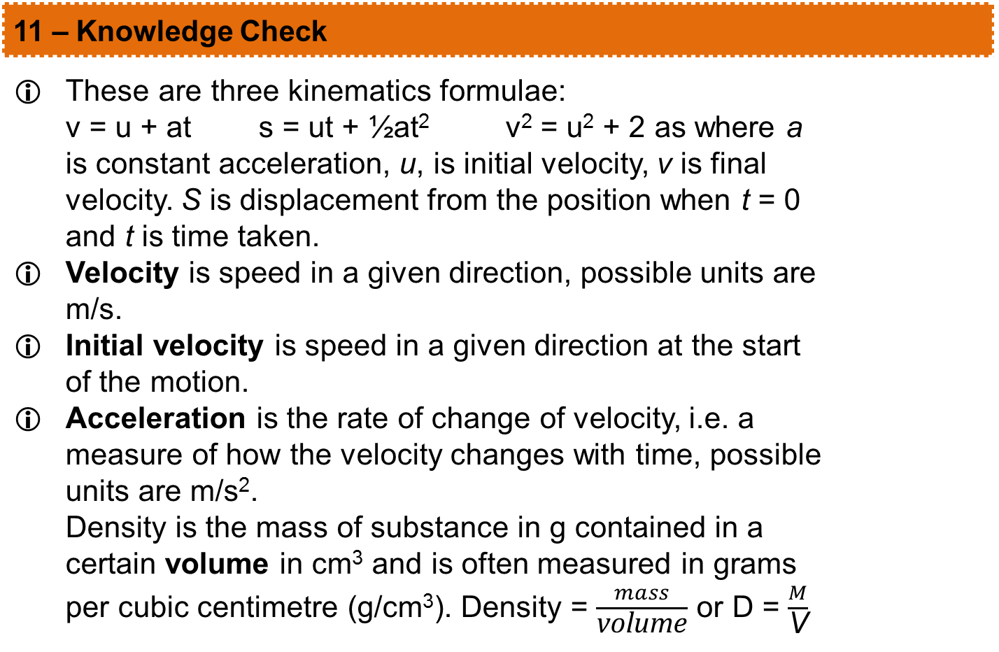 11 – Knowledge Check
ⓘ These are three kinematics formulae:
v = u + at s = ut + ½at² v² = u² + 2 as where a
is constant acceleration, u, is initial velocity, v is final
velocity. S is displacement from the position when t = 0
and t is time taken.
ⓘ Velocity is speed in a given direction, possible units are
m/s.
ⓘ Initial velocity is speed in a given direction at the start
of the motion.
ⓘ Acceleration is the rate of change of velocity, i.e. a
measure of how the velocity changes with time, possible
units are m/s².
Density is the mass of substance in g contained in a
certain volume in cm³ and is often measured in grams
per cubic centimetre (g/cm³). Density = mass/volume or D = M/V